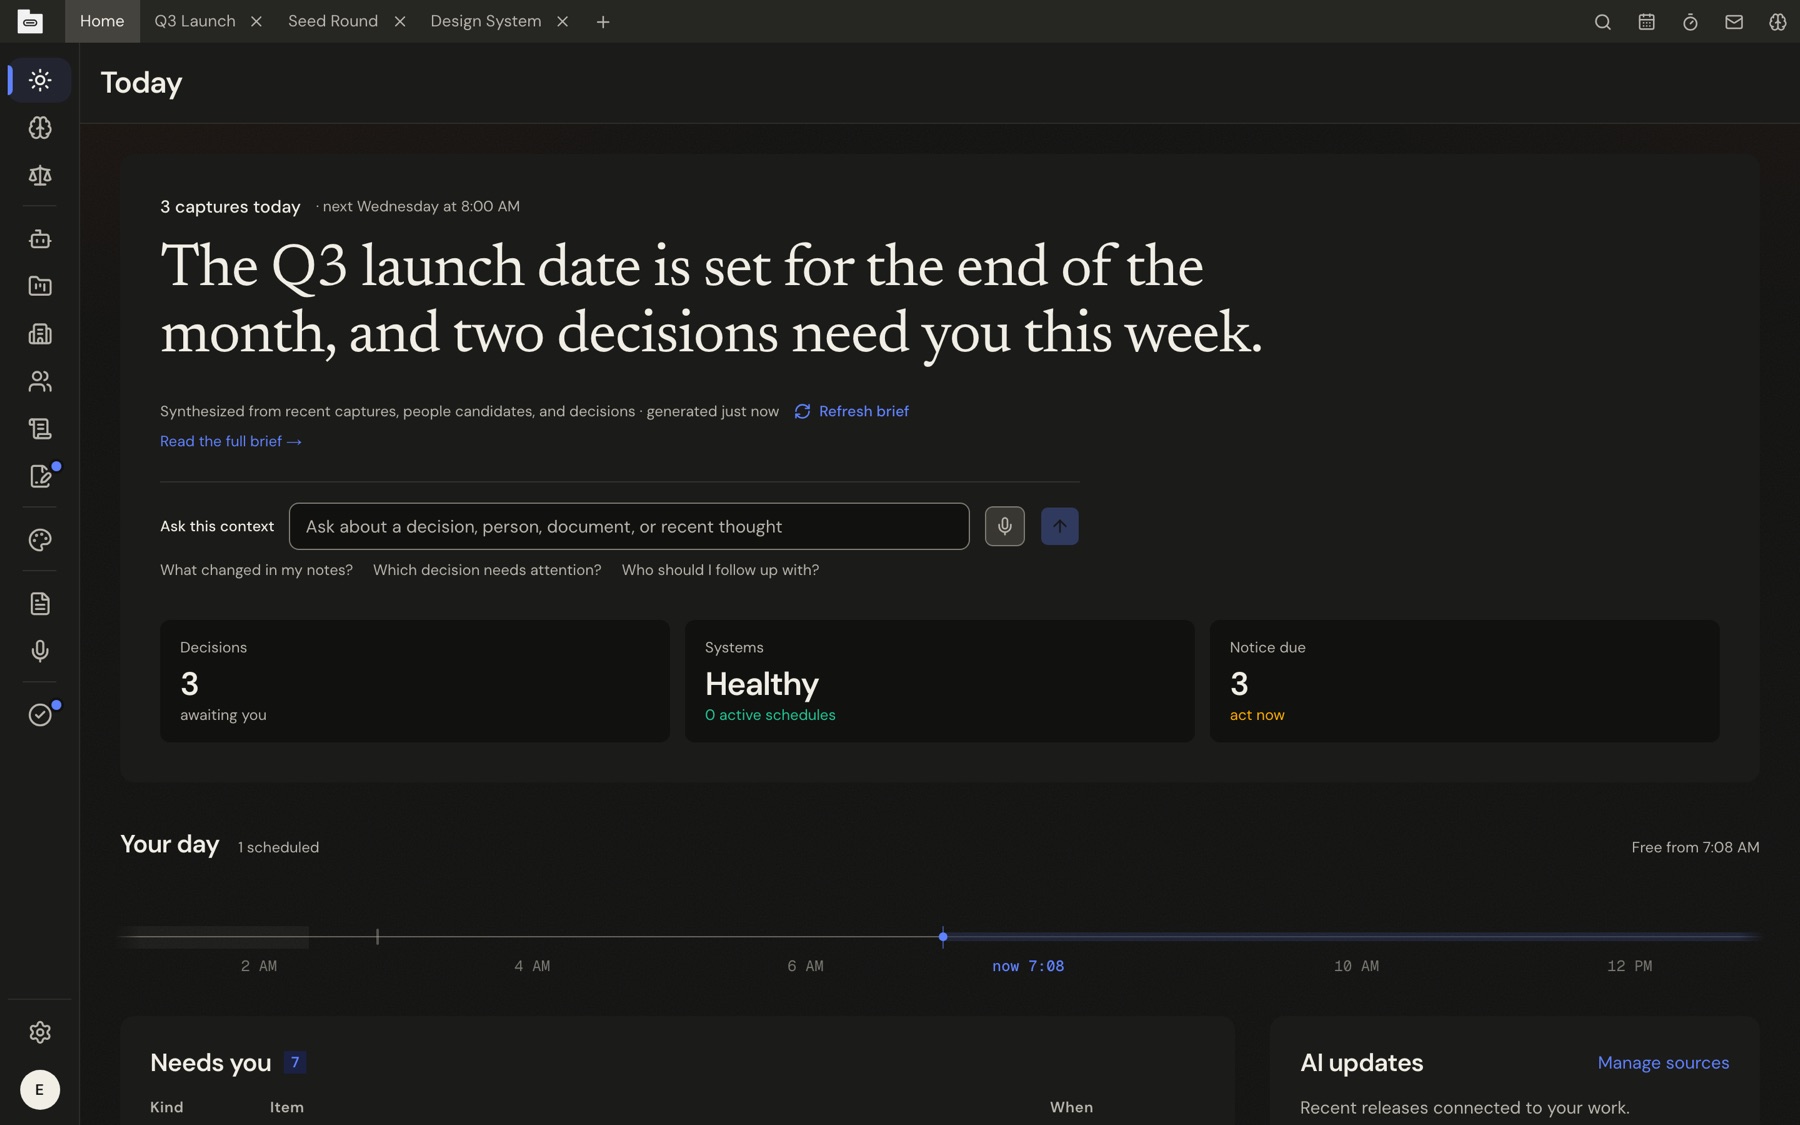 Home
Q3 Launch
Seed Round
Design System
Today
3 captures today · next Wednesday at 8:00 AM
The Q3 launch date is set for the end of the
month, and two decisions need you this week.
Synthesized from recent captures, people candidates, and decisions · generated just now
Refresh brief
Read the full brief →
Ask this context
Ask about a decision, person, document, or recent thought
What changed in my notes?
Which decision needs attention?
Who should I follow up with?
Decisions
3
awaiting you
Systems
Healthy
0 active schedules
Notice due
3
act now
Your day
1 scheduled
Free from 7:08 AM
2 AM
4 AM
6 AM
now 7:08
10 AM
12 PM
Needs you
7
Kind
Item
When
AI updates
Manage sources
Recent releases connected to your work.
E